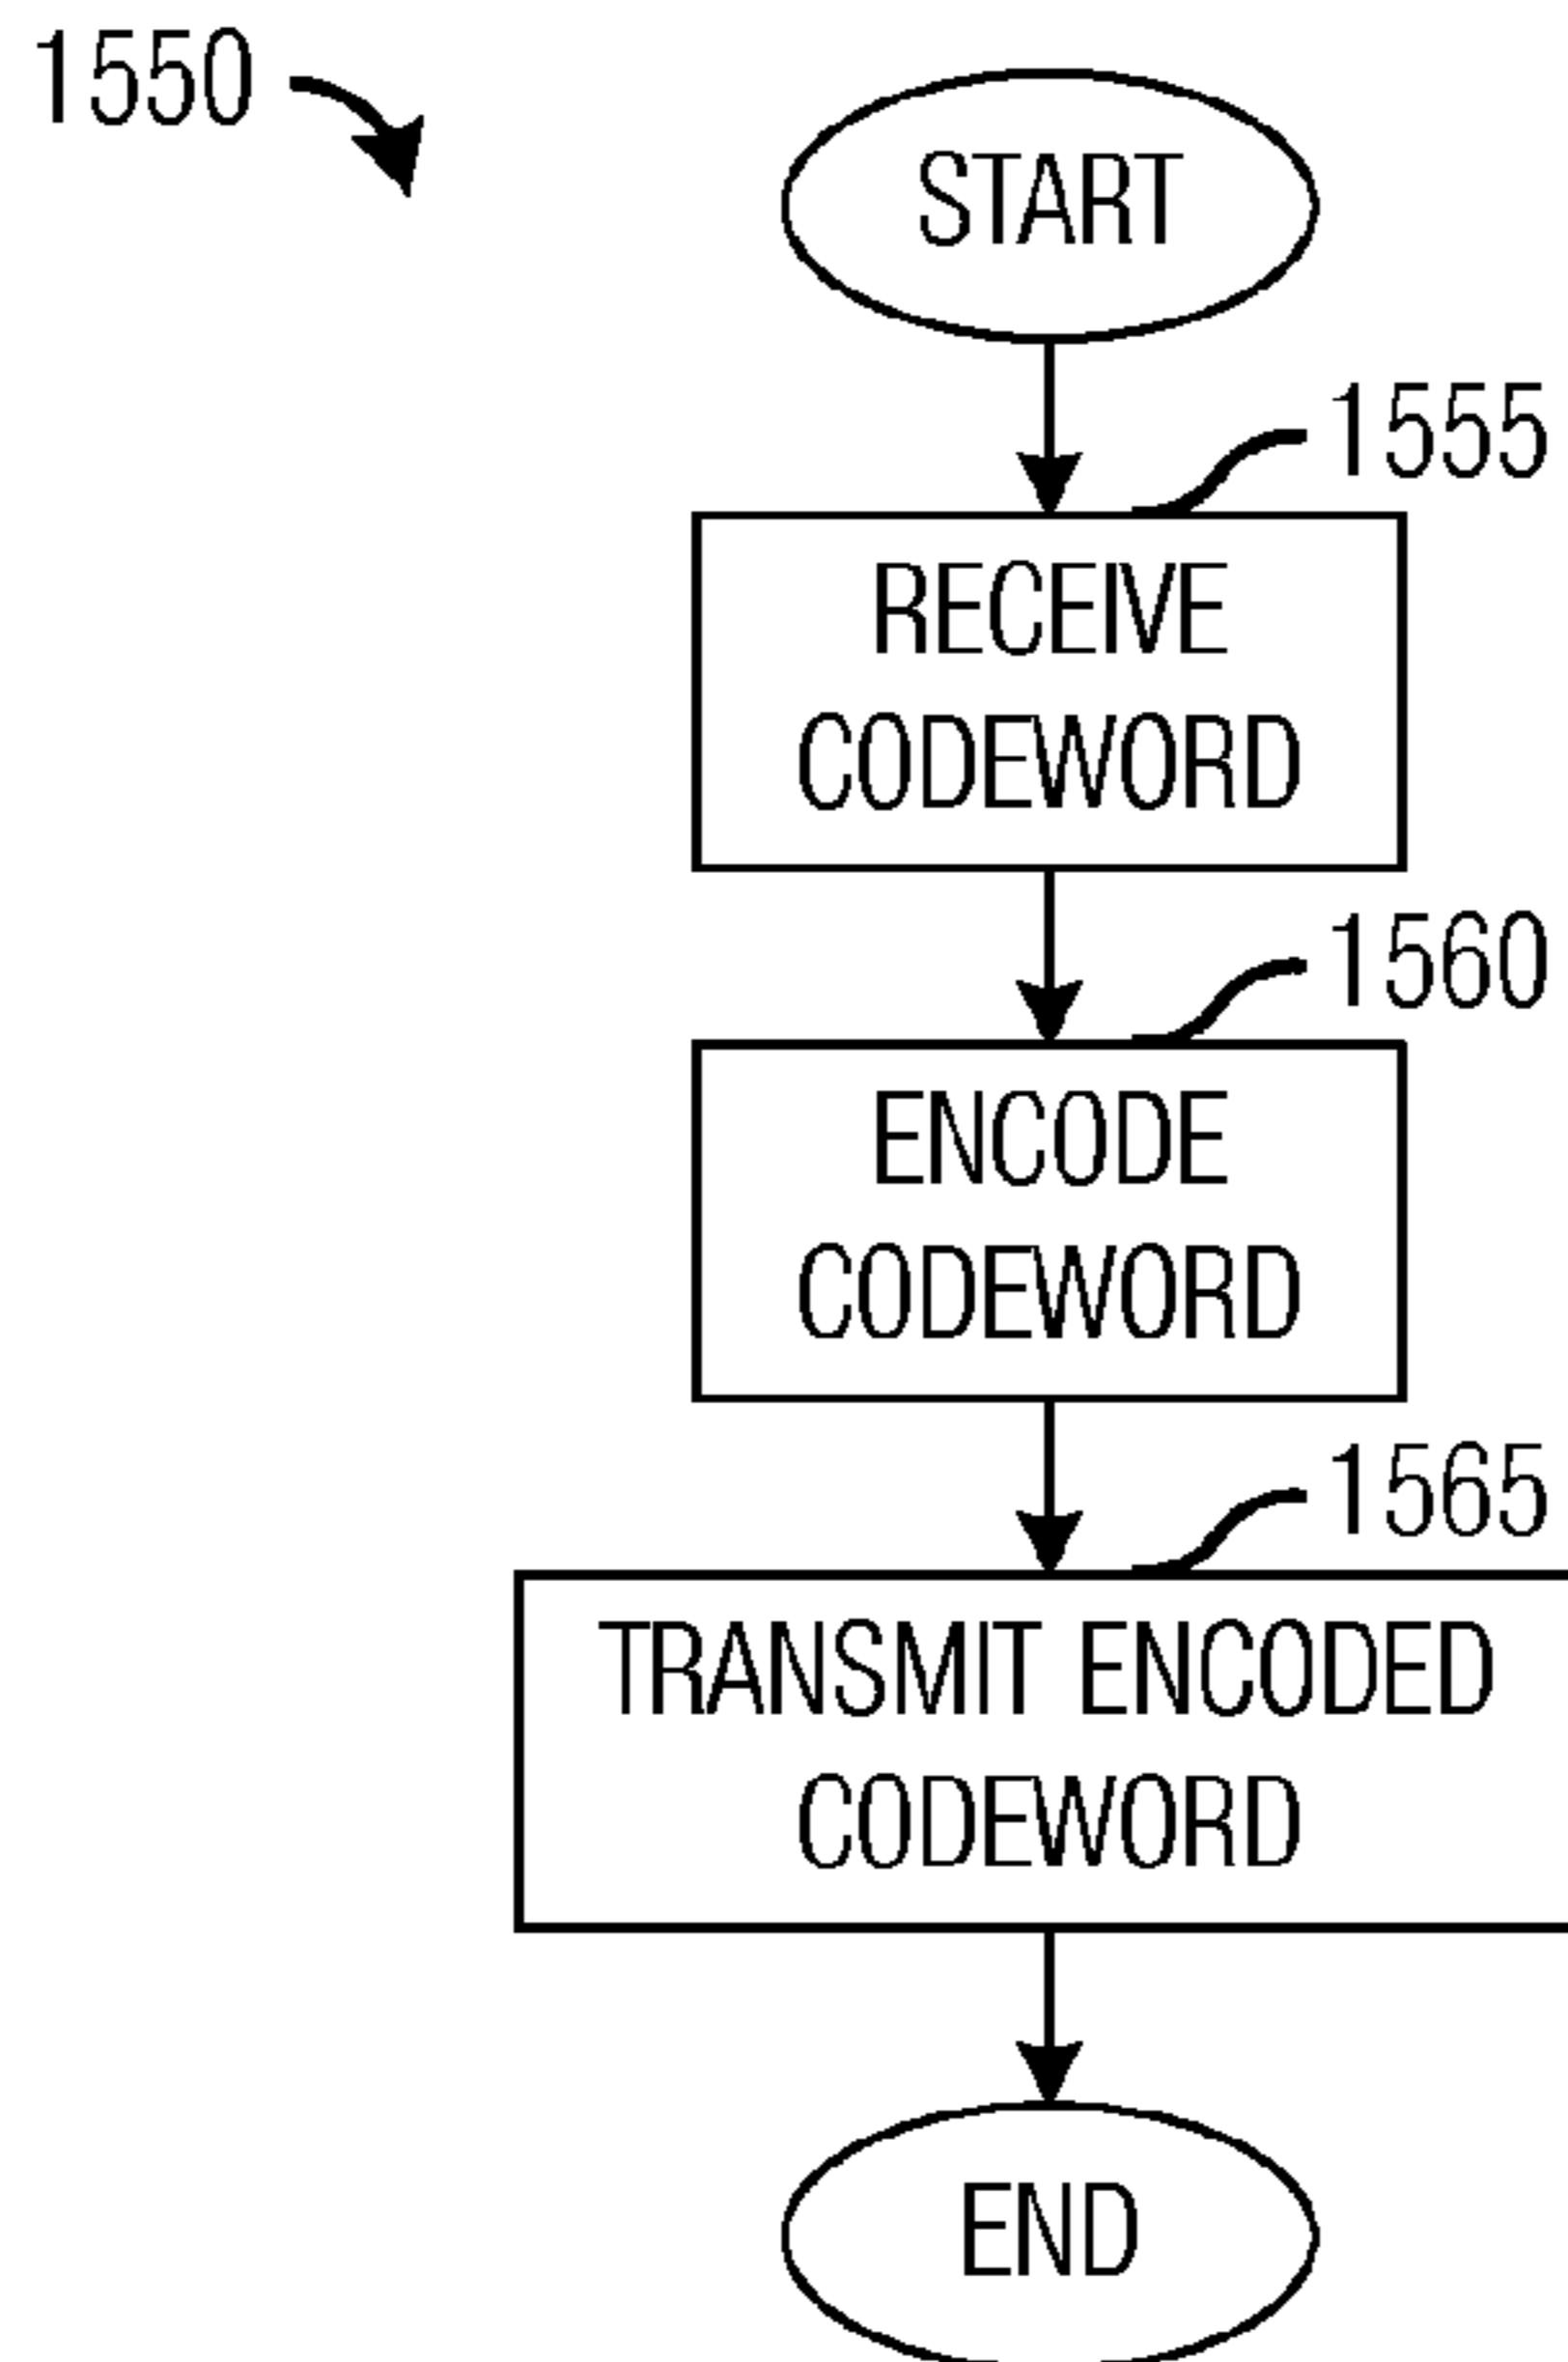 1550
START
1555
RECEIVE
CODEWORD
1560
ENCODE
CODEWORD
1565
TRANSMIT ENCODED
CODEWORD
END